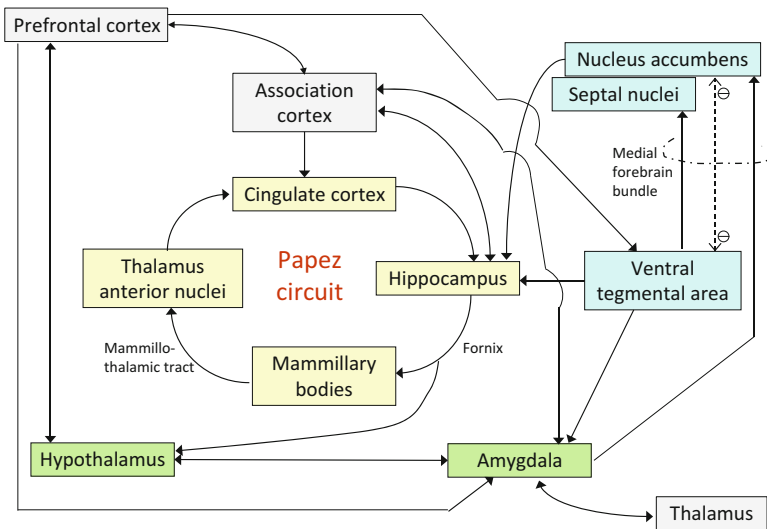 Prefrontal cortex
Nucleus accumbens
Septal nuclei
⊖
Association
cortex
Medial
forebrain
bundle
Cingulate cortex
⊖
Thalamus
anterior nuclei
Papez
circuit
Hippocampus
Ventral
tegmental area
Mammillo-
thalamic tract
Fornix
Mammillary
bodies
Hypothalamus
Amygdala
Thalamus